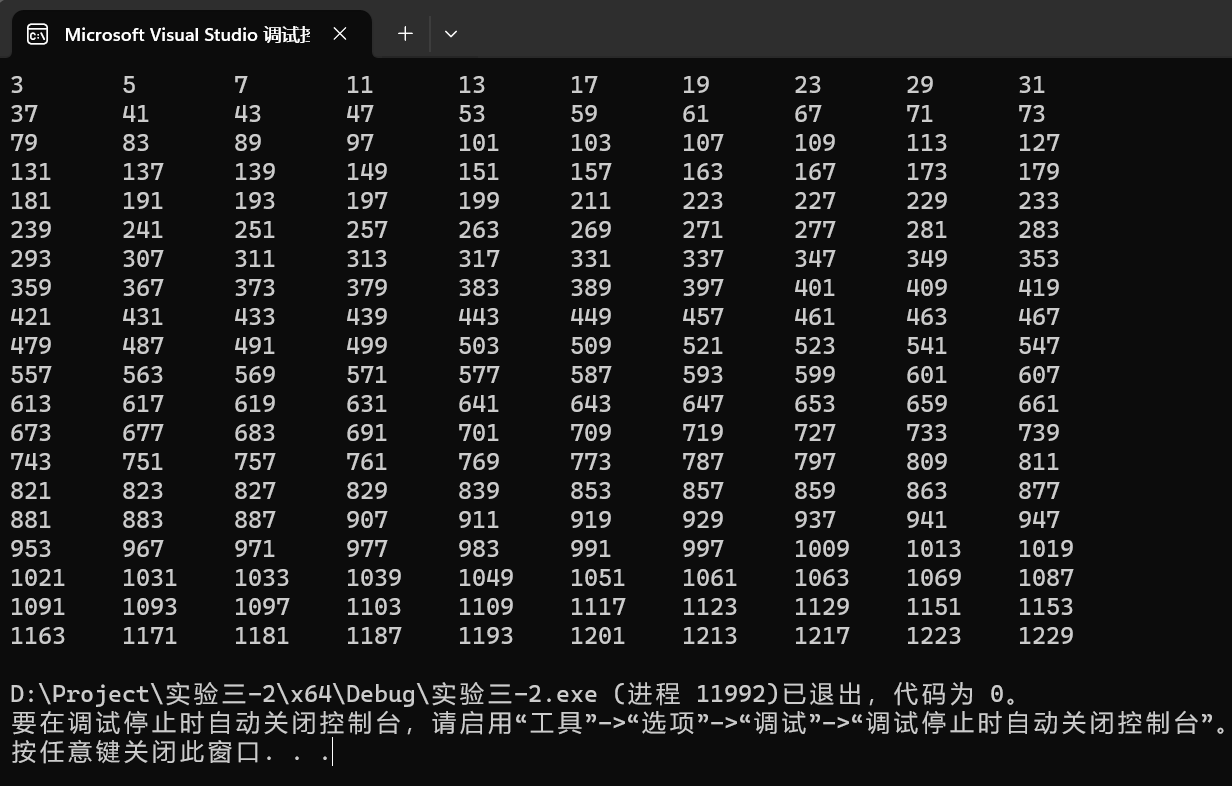 Microsoft Visual Studio 调试
3 5 7 11 13 17 19 23 29 31
37 41 43 47 53 59 61 67 71 73
79 83 89 97 101 103 107 109 113 127
131 137 139 149 151 157 163 167 173 179
181 191 193 197 199 211 223 227 229 233
239 241 251 257 263 269 271 277 281 283
293 307 311 313 317 331 337 347 349 353
359 367 373 379 383 389 397 401 409 419
421 431 433 439 443 449 457 461 463 467
479 487 491 499 503 509 521 523 541 547
557 563 569 571 577 587 593 599 601 607
613 617 619 631 641 643 647 653 659 661
673 677 683 691 701 709 719 727 733 739
743 751 757 761 769 773 787 797 809 811
821 823 827 829 839 853 857 859 863 877
881 883 887 907 911 919 929 937 941 947
953 967 971 977 983 991 997 1009 1013 1019
1021 1031 1033 1039 1049 1051 1061 1063 1069 1087
1091 1093 1097 1103 1109 1117 1123 1129 1151 1153
1163 1171 1181 1187 1193 1201 1213 1217 1223 1229
D:\Project\实验三-2\x64\Debug\实验三-2.exe (进程 11992)已退出，代码为 0。
要在调试停止时自动关闭控制台，请启用“工具”->“选项”->“调试”->“调试停止时自动关闭控制台”。
按任意键关闭此窗口. . .